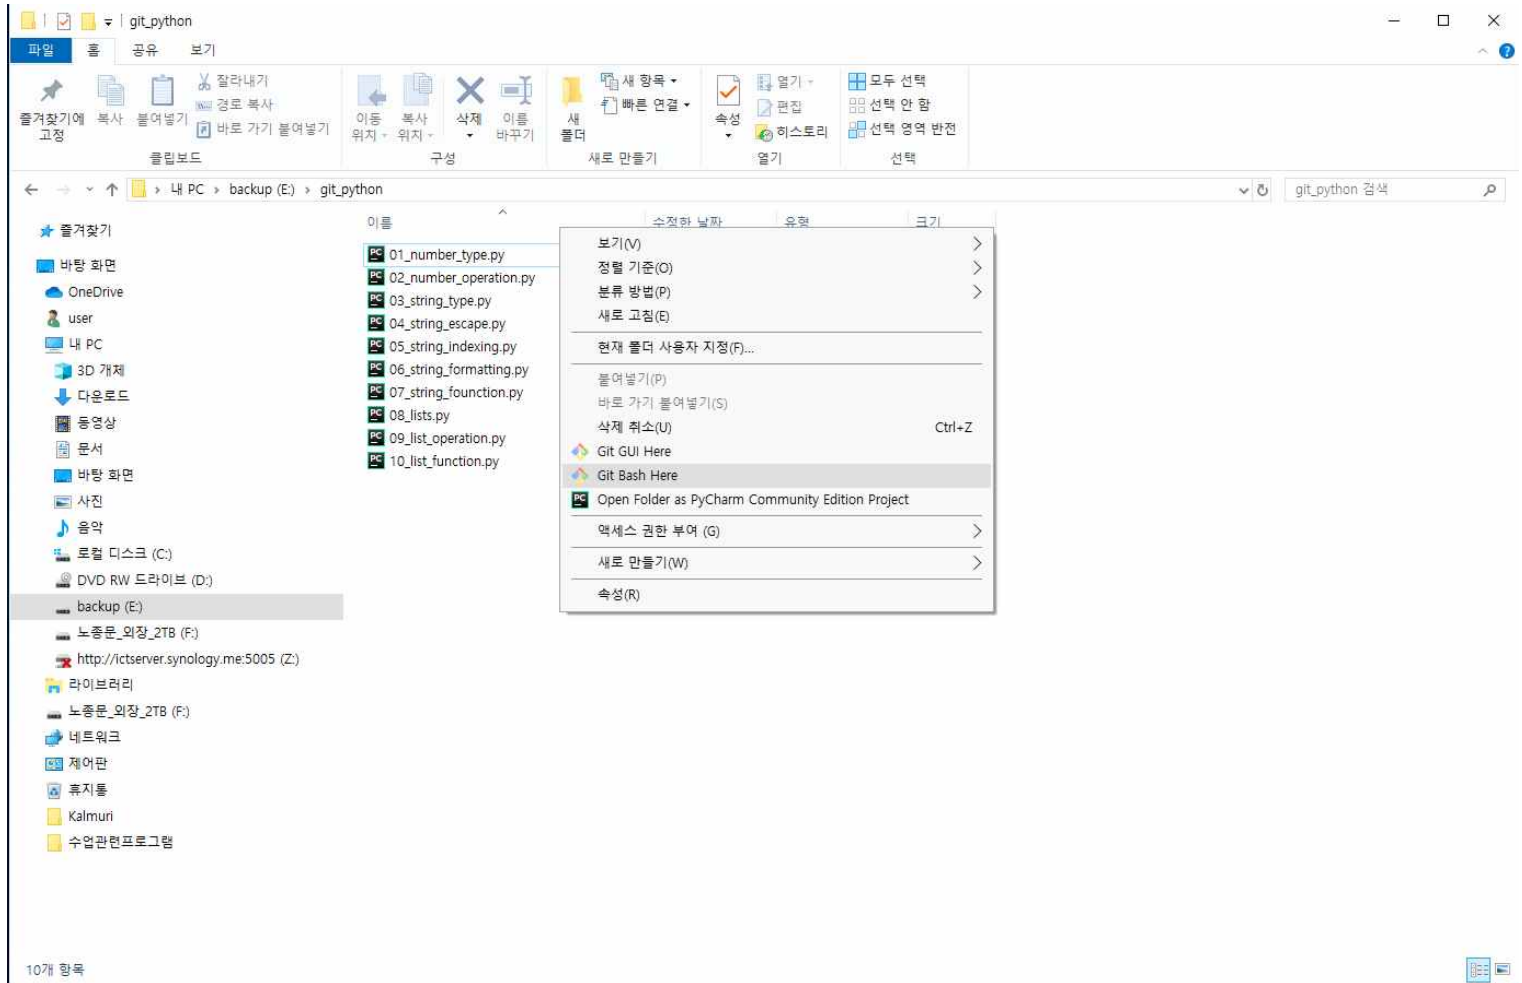 git_python
파일 홈 공유 보기
즐겨찾기에 고정
복사
붙여넣기
잘라내기
경로 복사
바로 가기 붙여넣기
클립보드
이동 위치
복사 위치
삭제
이름 바꾸기
구성
새 폴더
새 항목
빠른 연결
새로 만들기
속성
열기
편집
히스토리
열기
모두 선택
선택 안 함
선택 영역 반전
선택
내 PC > backup (E:) > git_python
git_python 검색
즐겨찾기
바탕 화면
OneDrive
user
내 PC
3D 개체
다운로드
동영상
문서
바탕 화면
사진
음악
로컬 디스크 (C:)
DVD RW 드라이브 (D:)
backup (E:)
노종문_외장_2TB (F:)
http://ictserver.synology.me:5005 (Z:)
라이브러리
노종문_외장_2TB (F:)
네트워크
제어판
휴지통
Kalmuri
수업관련프로그램
이름 수정한 날짜 유형 크기
01_number_type.py
02_number_operation.py
03_string_type.py
04_string_escape.py
05_string_indexing.py
06_string_formatting.py
07_string_founction.py
08_lists.py
09_list_operation.py
10_list_function.py
보기(V)
정렬 기준(O)
분류 방법(P)
새로 고침(E)
현재 폴더 사용자 지정(F)...
붙여넣기(P)
바로 가기 붙여넣기(S)
삭제 취소(U) Ctrl+Z
Git GUI Here
Git Bash Here
Open Folder as PyCharm Community Edition Project
액세스 권한 부여 (G)
새로 만들기(W)
속성(R)
10개 항목